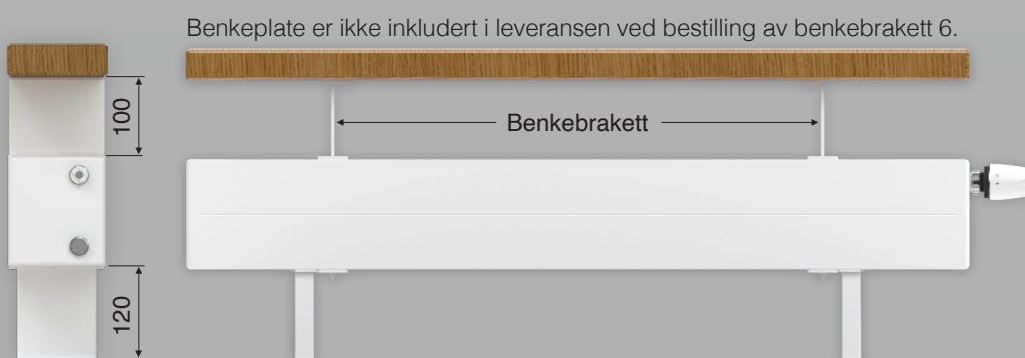 Benkeplate er ikke inkludert i leveransen ved bestilling av benkebrakett 6.
100
Benkebrakett
120